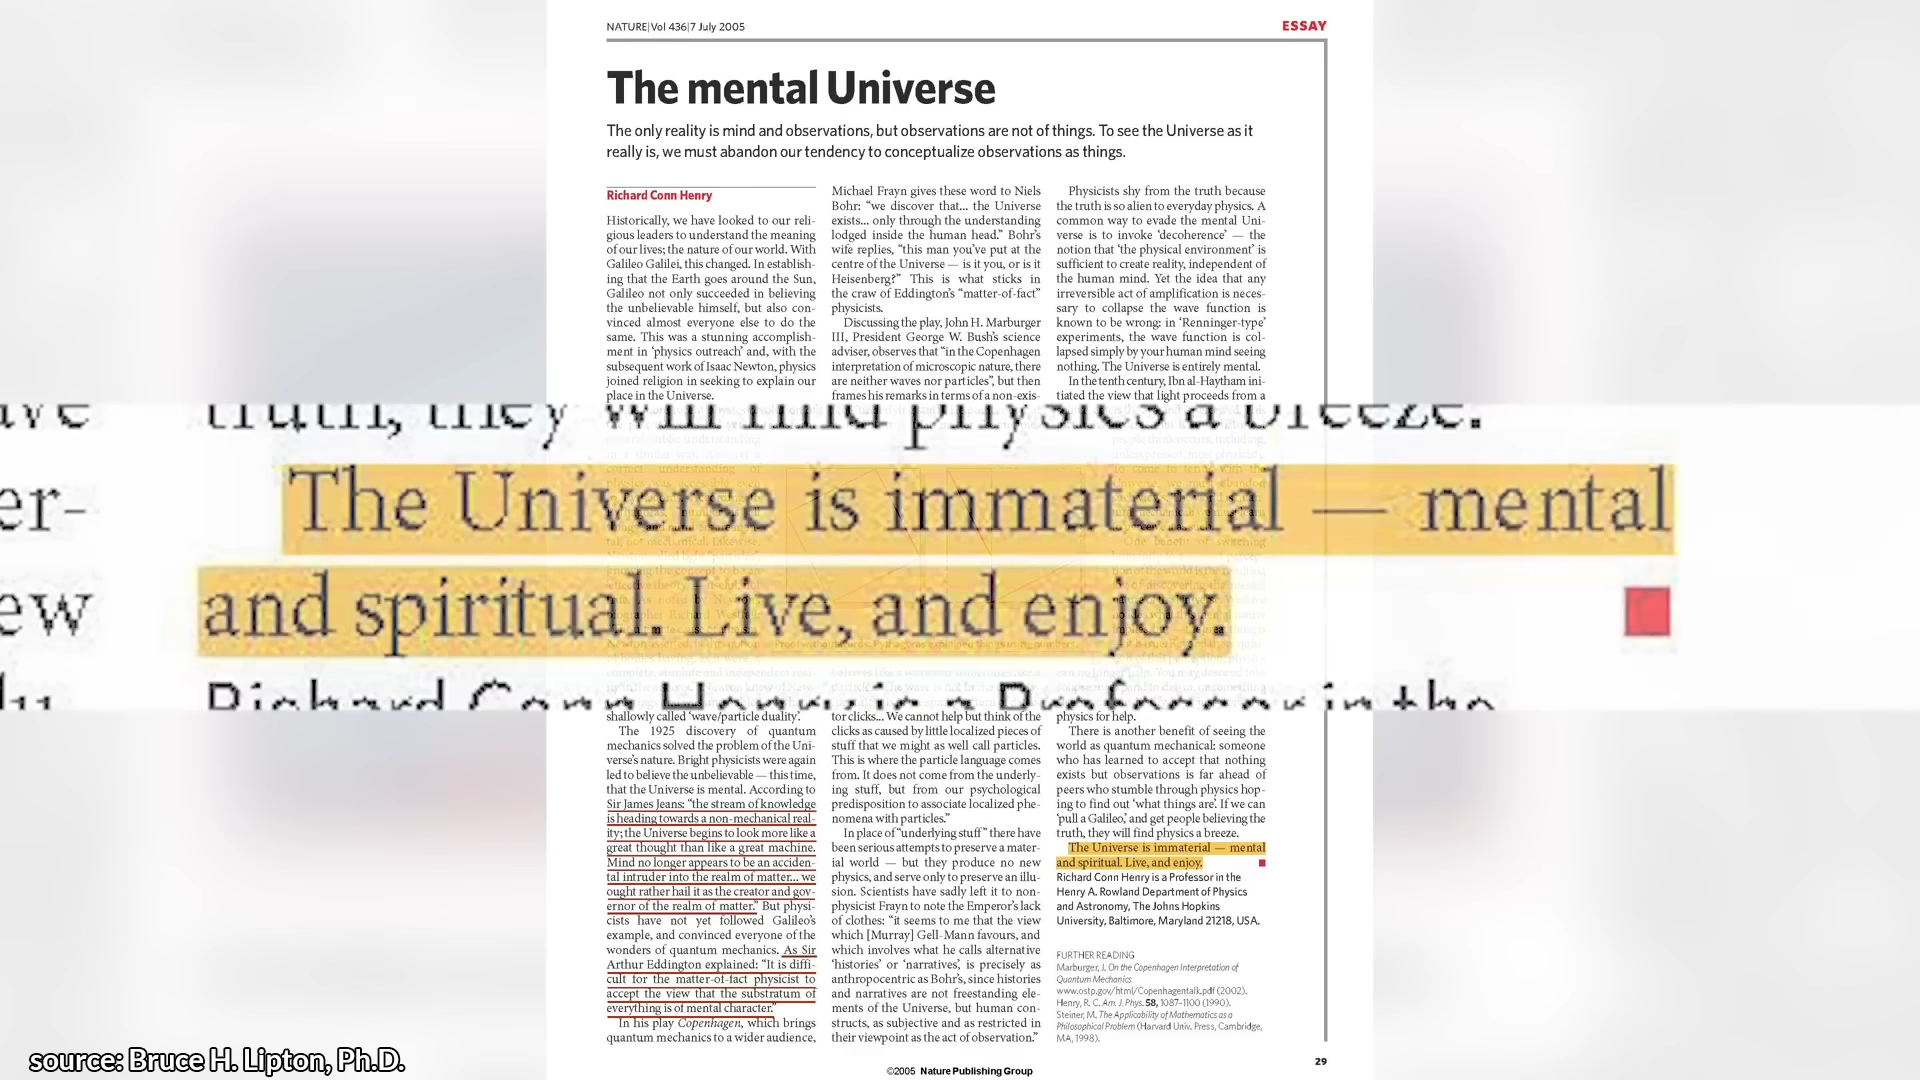 NATURE|Vol 436|7 July 2005
ESSAY
The mental Universe
The only reality is mind and observations, but observations are not of things. To see the Universe as it
really is, we must abandon our tendency to conceptualize observations as things.
Richard Conn Henry
Historically, we have looked to our reli-
gious leaders to understand the meaning
of our lives; the nature of our world. With
Galileo Galilei, this changed. In establish-
ing that the Earth goes around the Sun,
Galileo not only succeeded in believing
the unbelievable himself, but also con-
vinced almost everyone else to do the
same. This was a stunning accomplish-
ment in ‘physics outreach’ and, with the
subsequent work of Isaac Newton, physics
joined religion in seeking to explain our
place in the Universe.
shallowly called ‘wave/particle duality’.
The 1925 discovery of quantum
mechanics solved the problem of the Uni-
verse’s nature. Bright physicists were again
led to believe the unbelievable — this time,
that the Universe is mental. According to
Sir James Jeans: “the stream of knowledge
is heading towards a non-mechanical real-
ity; the Universe begins to look more like a
great thought than like a great machine.
Mind no longer appears to be an acciden-
tal intruder into the realm of matter... we
ought rather hail it as the creator and gov-
ernor of the realm of matter.” But physi-
cists have not yet followed Galileo’s
example, and convinced everyone of the
wonders of quantum mechanics. As Sir
Arthur Eddington explained: “It is diffi-
cult for the matter-of-fact physicist to
accept the view that the substratum of
everything is of mental character.”
In his play Copenhagen, which brings
quantum mechanics to a wider audience,
Michael Frayn gives these word to Niels
Bohr: “we discover that... the Universe
exists... only through the understanding
lodged inside the human head.” Bohr’s
wife replies, “this man you’ve put at the
centre of the Universe — is it you, or is it
Heisenberg?” This is what sticks in
the craw of Eddington’s “matter-of-fact”
physicists.
Discussing the play, John H. Marburger
III, President George W. Bush’s science
adviser, observes that “in the Copenhagen
interpretation of microscopic nature, there
are neither waves nor particles”, but then
frames his remarks in terms of a non-exis-
tor clicks... We cannot help but think of the
clicks as caused by little localized pieces of
stuff that we might as well call particles.
This is where the particle language comes
from. It does not come from the underly-
ing stuff, but from our psychological
predisposition to associate localized phe-
nomena with particles.”
In place of “underlying stuff” there have
been serious attempts to preserve a mater-
ial world — but they produce no new
physics, and serve only to preserve an illu-
sion. Scientists have sadly left it to non-
physicist Frayn to note the Emperor’s lack
of clothes: “it seems to me that the view
which [Murray] Gell-Mann favours, and
which involves what he calls alternative
‘histories’ or ‘narratives’, is precisely as
anthropocentric as Bohr’s, since histories
and narratives are not freestanding ele-
ments of the Universe, but human con-
structs, as subjective and as restricted in
their viewpoint as the act of observation.”
Physicists shy from the truth because
the truth is so alien to everyday physics. A
common way to evade the mental Uni-
verse is to invoke ‘decoherence’ — the
notion that ‘the physical environment’ is
sufficient to create reality, independent of
the human mind. Yet the idea that any
irreversible act of amplification is neces-
sary to collapse the wave function is
known to be wrong: in ‘Renninger-type’
experiments, the wave function is col-
lapsed simply by your human mind seeing
nothing. The Universe is entirely mental.
In the tenth century, Ibn al-Haytham ini-
tiated the view that light proceeds from a
physics for help.
There is another benefit of seeing the
world as quantum mechanical: someone
who has learned to accept that nothing
exists but observations is far ahead of
peers who stumble through physics hop-
ing to find out ‘what things are’. If we can
‘pull a Galileo,’ and get people believing the
truth, they will find physics a breeze.
The Universe is immaterial — mental
and spiritual. Live, and enjoy.
Richard Conn Henry is a Professor in the
Henry A. Rowland Department of Physics
and Astronomy, The Johns Hopkins
University, Baltimore, Maryland 21218, USA.
FURTHER READING
Marburger, J. On the Copenhagen Interpretation of
Quantum Mechanics
www.ostp.gov/html/Copenhagentalk.pdf (2002).
Henry, R. C. Am. J. Phys. 58, 1087–1100 (1990).
Steiner, M. The Applicability of Mathematics as a
Philosophical Problem (Harvard Univ. Press, Cambridge,
MA, 1998).
29
©2005 Nature Publishing Group
truth, they will find physics a breeze.
er-
The Universe is immaterial — mental
ew
and spiritual. Live, and enjoy.
Richard Conn Henry is a Professor in the
source: Bruce H. Lipton, Ph.D.